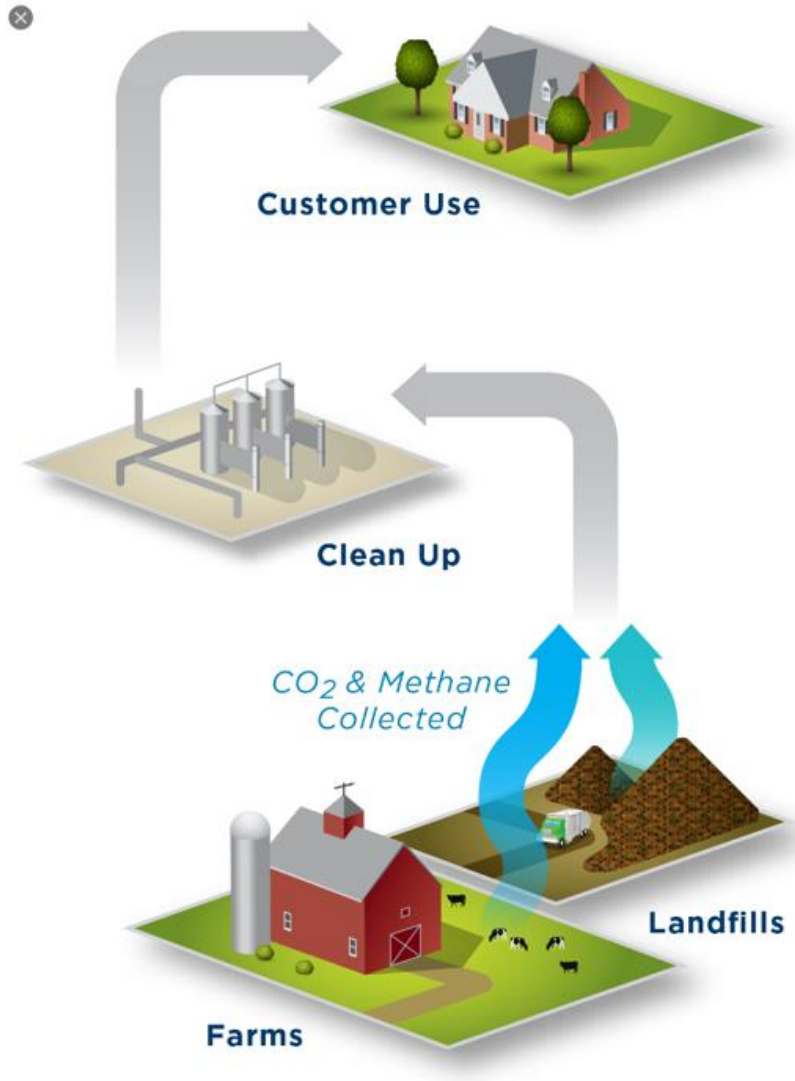 Customer Use
Clean Up
CO2 & Methane
Collected
Landfills
Farms